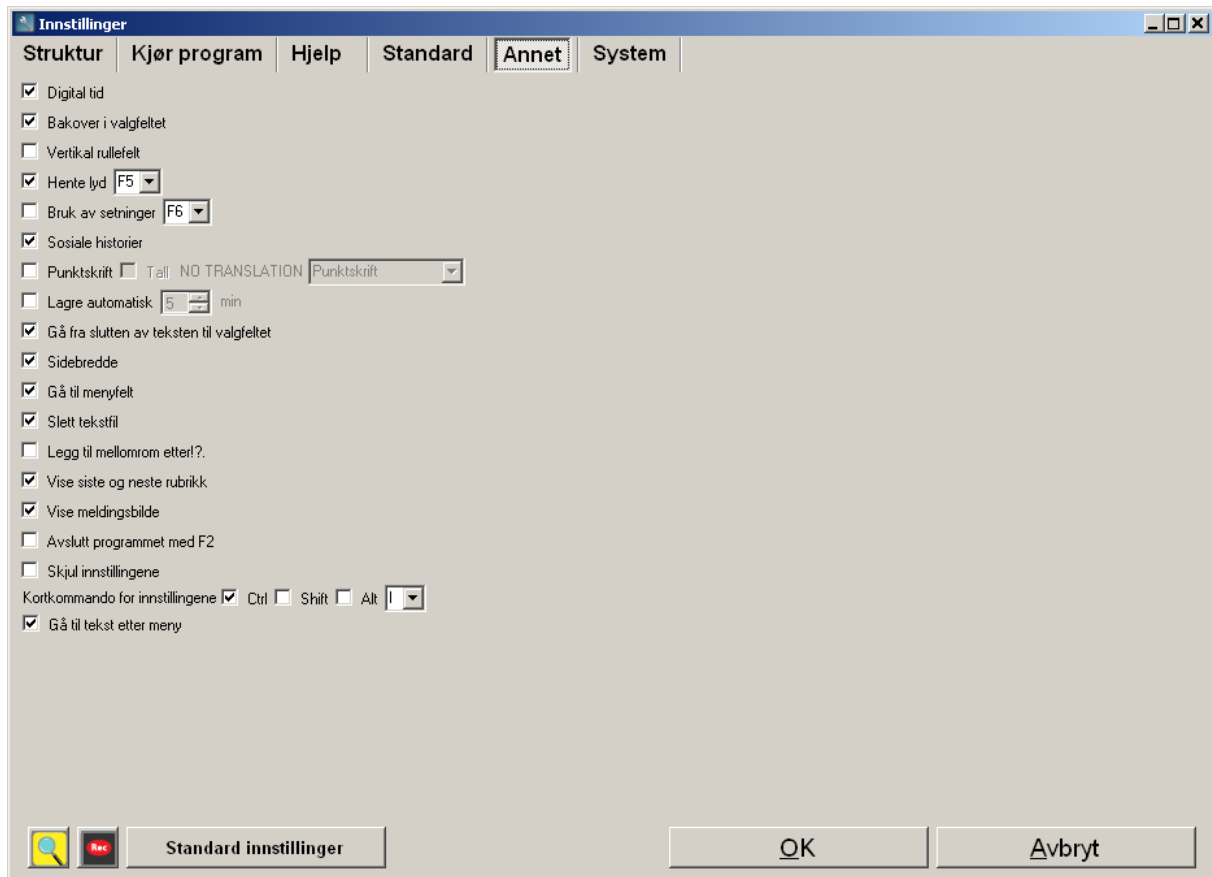 Innstillinger
Struktur Kjør program Hjelp Standard Annet System
Digital tid
Bakover i valgfeltet
Vertikal rullefelt
Hente lyd F5
Bruk av setninger F6
Sosiale historier
Punktskrift Tall NO TRANSLATION Punktskrift
Lagre automatisk 5 min
Gå fra slutten av teksten til valgfeltet
Sidebredde
Gå til menyfelt
Slett tekstfil
Legg til mellomrom etter!?.
Vise siste og neste rubrikk
Vise meldingsbilde
Avslutt programmet med F2
Skjul innstillingene
Kortkommando for innstillingene Ctrl Shift Alt I
Gå til tekst etter meny
Rec Standard innstillinger OK Avbryt